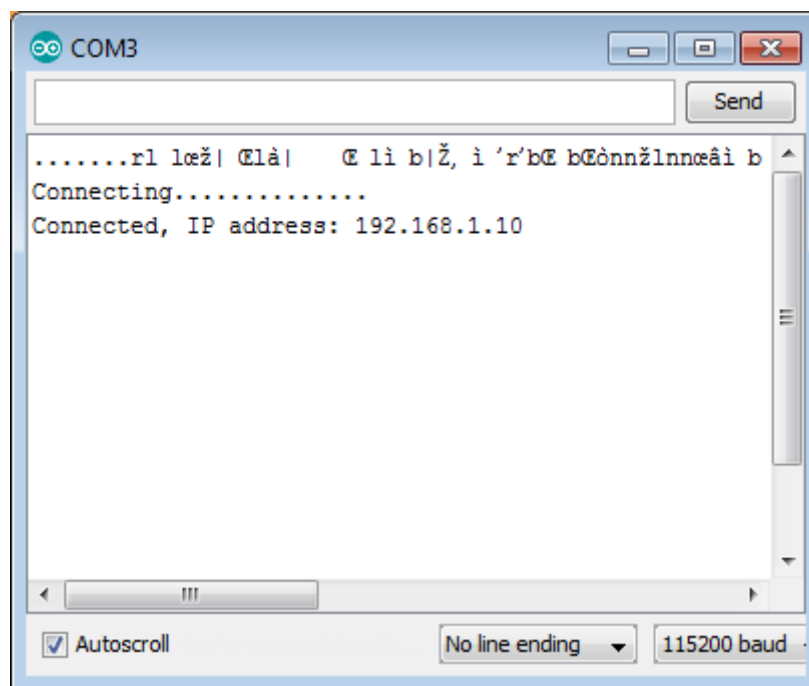 COM3
Send
.......rl lœž| Œlà| Œ lì b|Ž‚ ì ’r’bŒ bŒònnžlnnœâì b
Connecting..............
Connected, IP address: 192.168.1.10
Autoscroll
No line ending
115200 baud